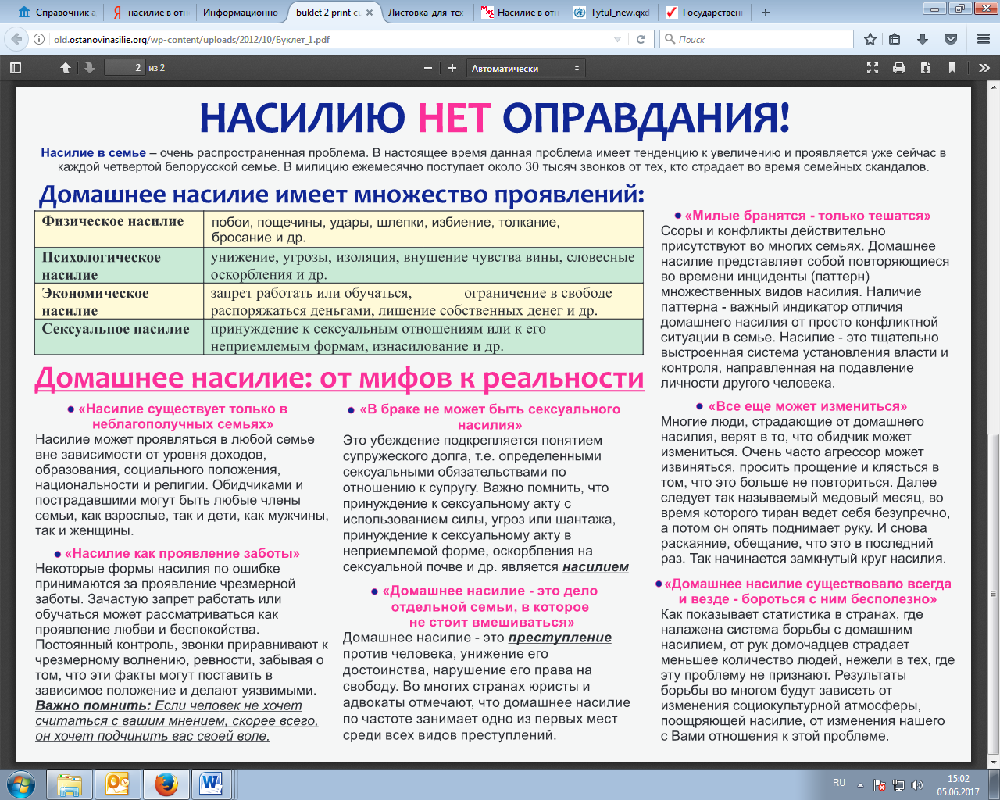 Справочник а
насилие в отн
Информационно-
buklet 2 print cu
Листовка-для-тех-
Насилие в отн
Tytul_new.qxd
Государствен
old.ostanovinasilie.org/wp-content/uploads/2012/10/Буклет_1.pdf
Поиск
2 из 2
Автоматически
НАСИЛИЮ НЕТ ОПРАВДАНИЯ!
Насилие в семье – очень распространенная проблема. В настоящее время данная проблема имеет тенденцию к увеличению и проявляется уже сейчас в
каждой четвертой белорусской семье. В милицию ежемесячно поступает около 30 тысяч звонков от тех, кто страдает во время семейных скандалов.
Домашнее насилие имеет множество проявлений:
Физическое насилие
побои, пощечины, удары, шлепки, избиение, толкание,
бросание и др.
Психологическое
насилие
унижение, угрозы, изоляция, внушение чувства вины, словесные
оскорбления и др.
Экономическое
насилие
запрет работать или обучаться, ограничение в свободе
распоряжаться деньгами, лишение собственных денег и др.
Сексуальное насилие
принуждение к сексуальным отношениям или к его
неприемлемым формам, изнасилование и др.
Домашнее насилие: от мифов к реальности
«Насилие существует только в
неблагополучных семьях»
Насилие может проявляться в любой семье
вне зависимости от уровня доходов,
образования, социального положения,
национальности и религии. Обидчиками и
пострадавшими могут быть любые члены
семьи, как взрослые, так и дети, как мужчины,
так и женщины.
«Насилие как проявление заботы»
Некоторые формы насилия по ошибке
принимаются за проявление чрезмерной
заботы. Зачастую запрет работать или
обучаться может рассматриваться как
проявление любви и беспокойства.
Постоянный контроль, звонки приравнивают к
чрезмерному волнению, ревности, забывая о
том, что эти факты могут поставить в
зависимое положение и делают уязвимыми.
Важно помнить: Если человек не хочет
считаться с вашим мнением, скорее всего,
он хочет подчинить вас своей воле.
«В браке не может быть сексуального
насилия»
Это убеждение подкрепляется понятием
супружеского долга, т.е. определенными
сексуальными обязательствами по
отношению к супругу. Важно помнить, что
принуждение к сексуальному акту с
использованием силы, угроз или шантажа,
принуждение к сексуальному акту в
неприемлемой форме, оскорбления на
сексуальной почве и др. является насилием
«Домашнее насилие - это дело
отдельной семьи, в которое
не стоит вмешиваться»
Домашнее насилие - это преступление
против человека, унижение его
достоинства, нарушение его права на
свободу. Во многих странах юристы и
адвокаты отмечают, что домашнее насилие
по частоте занимает одно из первых мест
среди всех видов преступлений.
«Милые бранятся - только тешатся»
Ссоры и конфликты действительно
присутствуют во многих семьях. Домашнее
насилие представляет собой повторяющиеся
во времени инциденты (паттерн)
множественных видов насилия. Наличие
паттерна - важный индикатор отличия
домашнего насилия от просто конфликтной
ситуации в семье. Насилие - это тщательно
выстроенная система установления власти и
контроля, направленная на подавление
личности другого человека.
«Все еще может измениться»
Многие люди, страдающие от домашнего
насилия, верят в то, что обидчик может
измениться. Очень часто агрессор может
извиняться, просить прощение и клясться в
том, что это больше не повториться. Далее
следует так называемый медовый месяц, во
время которого тиран ведет себя безупречно,
а потом он опять поднимает руку. И снова
раскаяние, обещание, что это в последний
раз. Так начинается замкнутый круг насилия.
«Домашнее насилие существовало всегда
и везде - бороться с ним бесполезно»
Как показывает статистика в странах, где
налажена система борьбы с домашним
насилием, от рук домочадцев страдает
меньшее количество людей, нежели в тех, где
эту проблему не признают. Результаты
борьбы во многом будут зависеть от
изменения социокультурной атмосферы,
поощряющей насилие, от изменения нашего
с Вами отношения к этой проблеме.
RU
15:02
05.06.2017